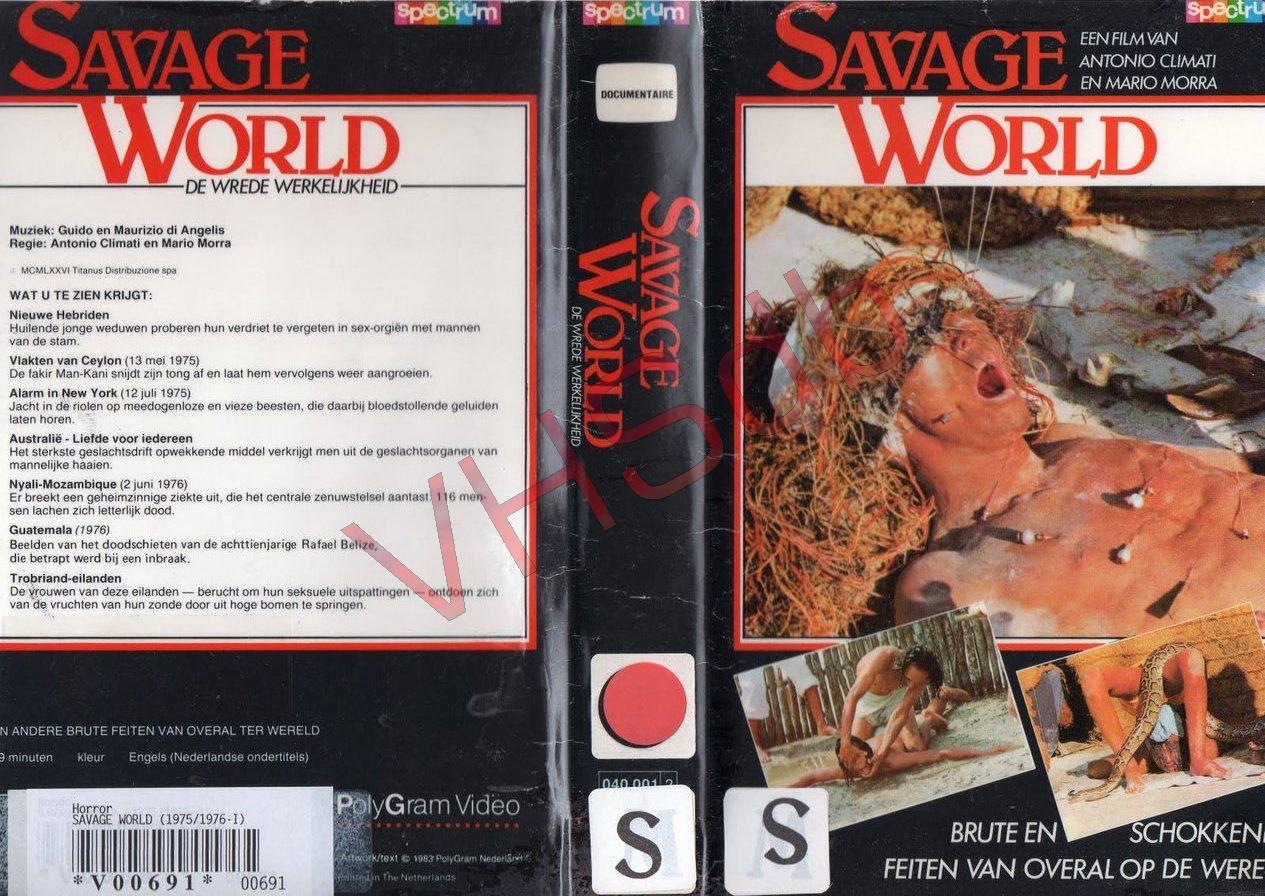 spectrum
SAVAGE
WORLD
DE WREDE WERKELIJKHEID
Muziek: Guido en Maurizio di Angelis
Regie: Antonio Climati en Mario Morra
MCMLXXVI Titanus Distribuzione spa
WAT U TE ZIEN KRIJGT:
Nieuwe Hebriden
Huilende jonge weduwen proberen hun verdriet te vergeten in sex-orgiën met mannen
van de stam.
Vlakten van Ceylon (13 mei 1975)
De fakir Man-Kani snijdt zijn tong af en laat hem vervolgens weer aangroeien.
Alarm in New York (12 juli 1975)
Jacht in de riolen op meedogenloze en vieze beesten, die daarbij bloedstollende geluiden
laten horen.
Australië - Liefde voor iedereen
Het sterkste geslachtsdrift opwekkende middel verkrijgt men uit de geslachtsorganen van
mannelijke haaien.
Nyali-Mozambique (2 juni 1976)
Er breekt een geheimzinnige ziekte uit, die het centrale zenuwstelsel aantast: 116 men-
sen lachen zich letterlijk dood.
Guatemala (1976)
Beelden van het doodschieten van de achttienjarige Rafael Belize,
die betrapt werd bij een inbraak.
Trobriand-eilanden
De vrouwen van deze eilanden — berucht om hun seksuele uitspattingen — ontdoen zich
van de vruchten van hun zonde door uit hoge bomen te springen.
N ANDERE BRUTE FEITEN VAN OVERAL TER WERELD
9 minuten kleur Engels (Nederlandse ondertitels)
Horror
SAVAGE WORLD (1975/1976-I)
*V00691* 00691
PolyGram Video
Artwork/text © 1983 PolyGram Nederland
Printed in The Netherlands
spectrum
DOCUMENTAIRE
SAVAGE
WORLD
DE WREDE WERKELIJKHEID
040 001 2
S
spectru
SAVAGE
EEN FILM VAN
ANTONIO CLIMATI
EN MARIO MORRA
WORLD
S
BRUTE EN SCHOKKEN
FEITEN VAN OVERAL OP DE WERE
VHSdb